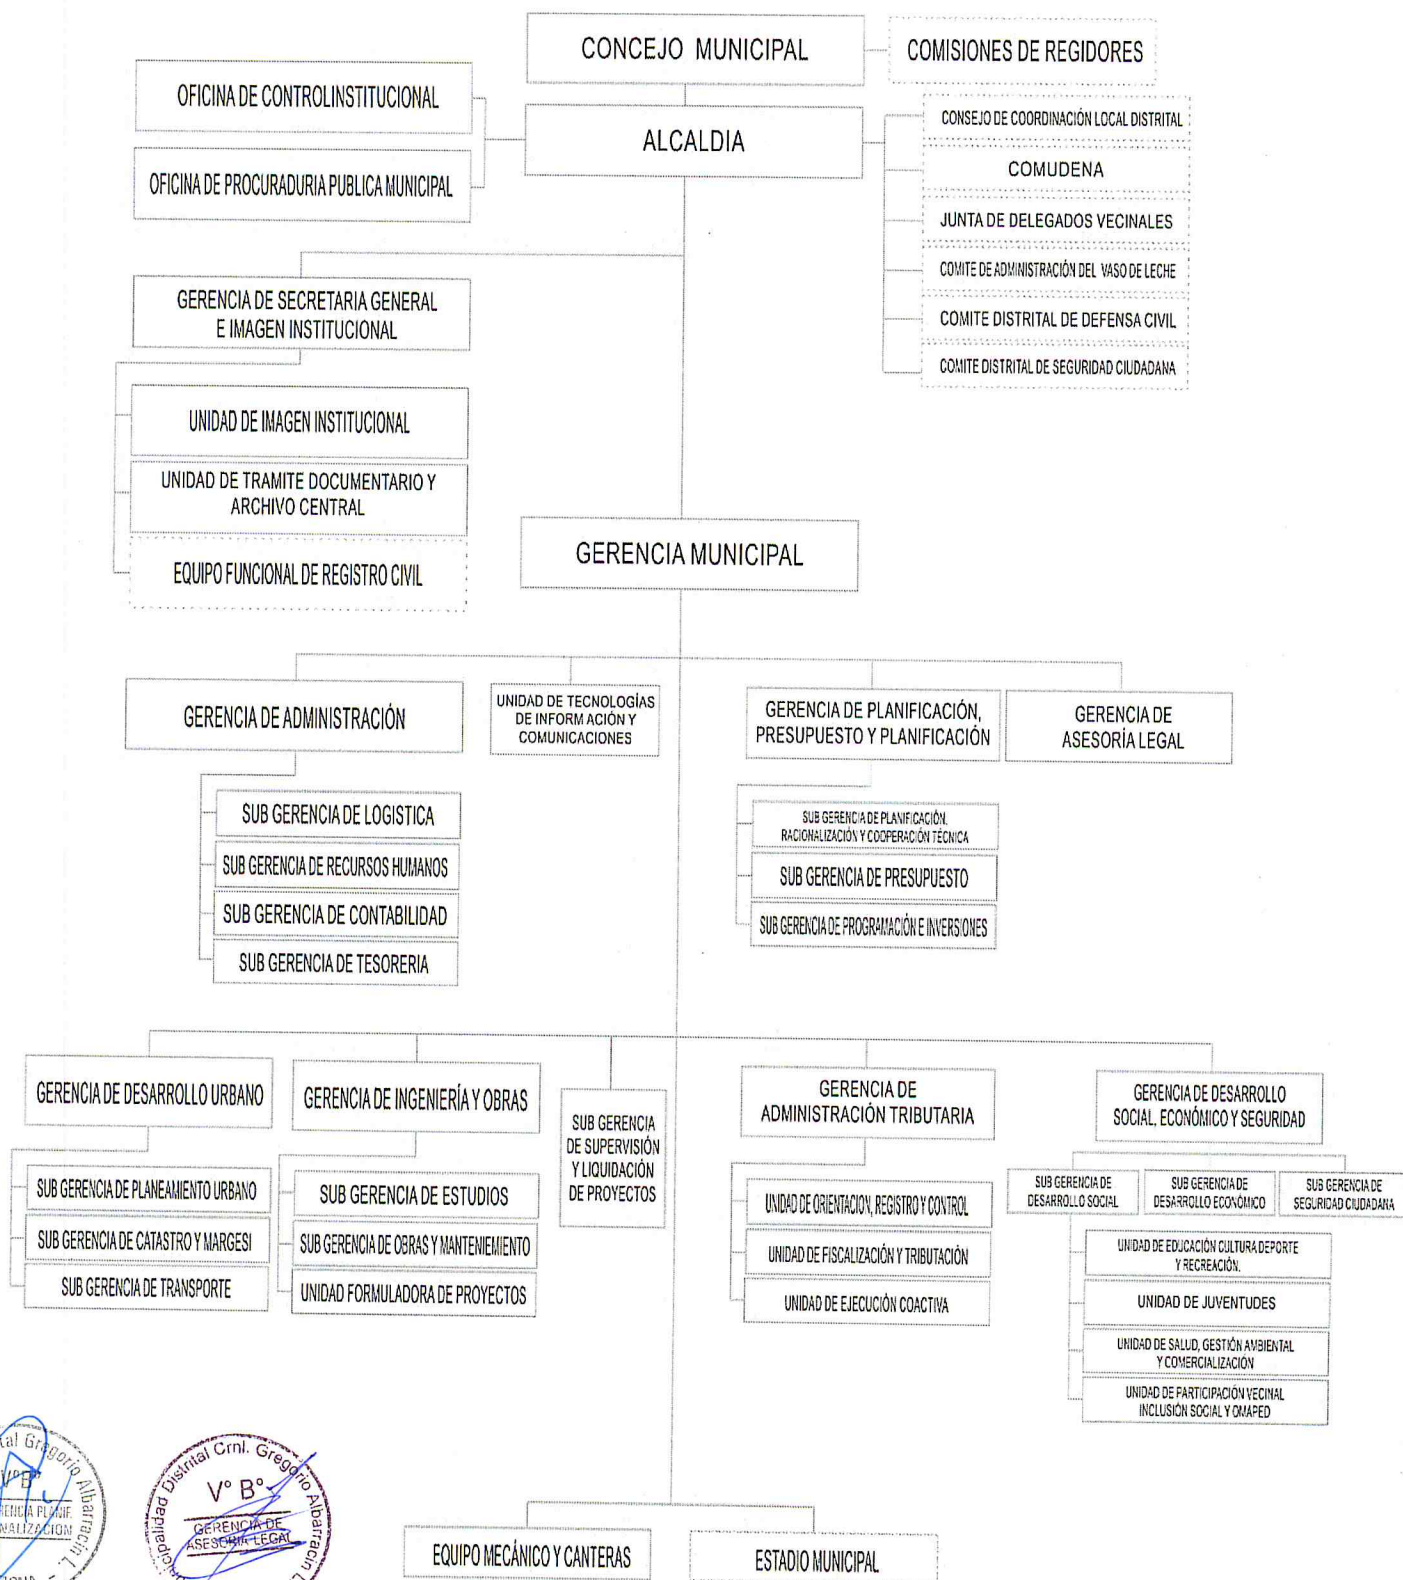 CONCEJO MUNICIPAL
COMISIONES DE REGIDORES
OFICINA DE CONTROLINSTITUCIONAL
ALCALDIA
OFICINA DE PROCURADURIA PUBLICA MUNICIPAL
CONSEJO DE COORDINACIÓN LOCAL DISTRITAL
COMUDENA
JUNTA DE DELEGADOS VECINALES
COMITE DE ADMINISTRACIÓN DEL VASO DE LECHE
COMITE DISTRITAL DE DEFENSA CIVIL
COMITE DISTRITAL DE SEGURIDAD CIUDADANA
GERENCIA DE SECRETARIA GENERAL
E IMAGEN INSTITUCIONAL
UNIDAD DE IMAGEN INSTITUCIONAL
UNIDAD DE TRAMITE DOCUMENTARIO Y
ARCHIVO CENTRAL
EQUIPO FUNCIONAL DE REGISTRO CIVIL
GERENCIA MUNICIPAL
GERENCIA DE ADMINISTRACIÓN
UNIDAD DE TECNOLOGÍAS
DE INFORMACIÓN Y
COMUNICACIONES
GERENCIA DE PLANIFICACIÓN,
PRESUPUESTO Y PLANIFICACIÓN
GERENCIA DE
ASESORÍA LEGAL
SUB GERENCIA DE LOGISTICA
SUB GERENCIA DE RECURSOS HUMANOS
SUB GERENCIA DE CONTABILIDAD
SUB GERENCIA DE TESORERIA
SUB GERENCIA DE PLANIFICACIÓN,
RACIONALIZACIÓN Y COOPERACIÓN TÉCNICA
SUB GERENCIA DE PRESUPUESTO
SUB GERENCIA DE PROGRAMACIÓN E INVERSIONES
GERENCIA DE DESARROLLO URBANO
SUB GERENCIA DE PLANEAMIENTO URBANO
SUB GERENCIA DE CATASTRO Y MARGESI
SUB GERENCIA DE TRANSPORTE
GERENCIA DE INGENIERÍA Y OBRAS
SUB GERENCIA DE ESTUDIOS
SUB GERENCIA DE OBRAS Y MANTENIEMIENTO
UNIDAD FORMULADORA DE PROYECTOS
SUB GERENCIA
DE SUPERVISIÓN
Y LIQUIDACIÓN
DE PROYECTOS
GERENCIA DE
ADMINISTRACIÓN TRIBUTARIA
UNIDAD DE ORIENTACION, REGISTRO Y CONTROL
UNIDAD DE FISCALIZACIÓN Y TRIBUTACIÓN
UNIDAD DE EJECUCIÓN COACTIVA
GERENCIA DE DESARROLLO
SOCIAL, ECONÓMICO Y SEGURIDAD
SUB GERENCIA DE
DESARROLLO SOCIAL
SUB GERENCIA DE
DESARROLLO ECONÓMICO
SUB GERENCIA DE
SEGURIDAD CIUDADANA
UNIDAD DE EDUCACIÓN CULTURA DEPORTE
Y RECREACIÓN.
UNIDAD DE JUVENTUDES
UNIDAD DE SALUD, GESTIÓN AMBIENTAL
Y COMERCIALIZACIÓN
UNIDAD DE PARTICIPACIÓN VECINAL
INCLUSIÓN SOCIAL Y OMAPED
EQUIPO MECÁNICO Y CANTERAS
ESTADIO MUNICIPAL
Gregorio Albarracín L.
V°B°
Distrital Crnl. Gregorio Albarracin
V° B°
GERENCIA DE
ASESORIA LEGAL